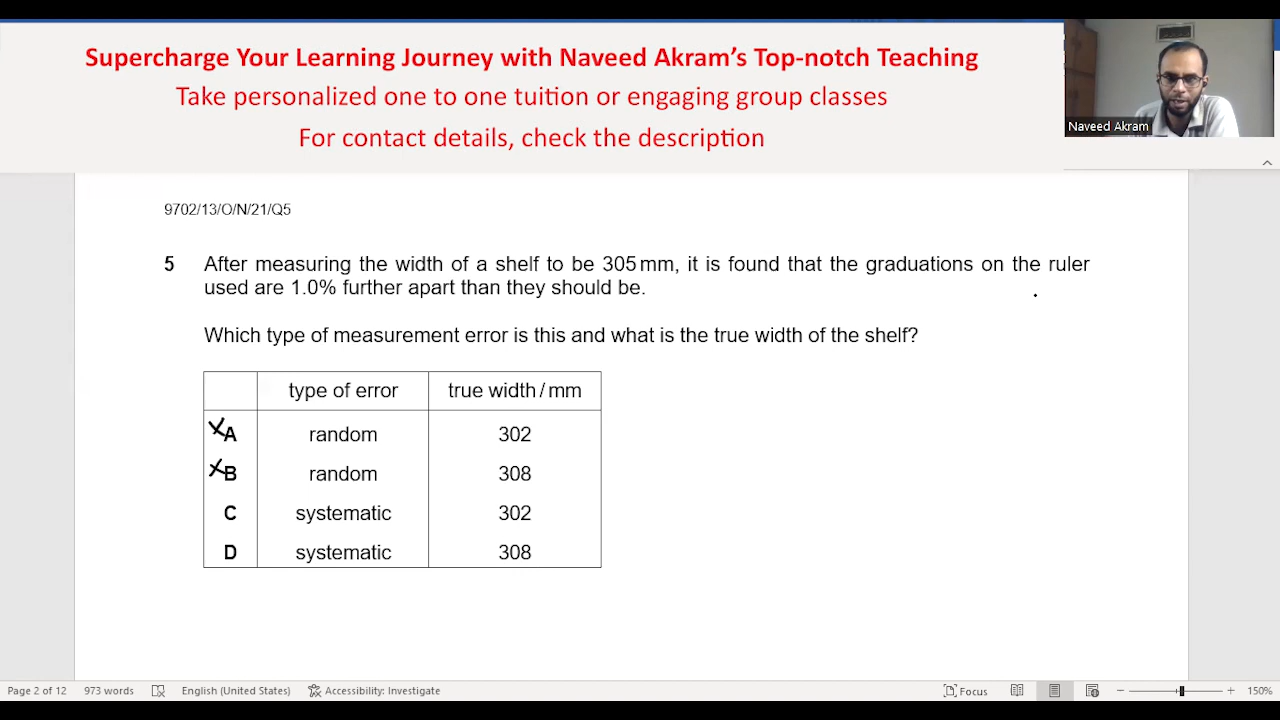 Supercharge Your Learning Journey with Naveed Akram's Top-notch Teaching
Take personalized one to one tuition or engaging group classes
For contact details, check the description
Naveed Akram
9702/13/O/N/21/Q5
5 After measuring the width of a shelf to be 305 mm, it is found that the graduations on the ruler
used are 1.0% further apart than they should be.
Which type of measurement error is this and what is the true width of the shelf?
type of error true width / mm
A random 302
B random 308
C systematic 302
D systematic 308
Page 2 of 12 973 words English (United States) Accessibility: Investigate Focus 150%